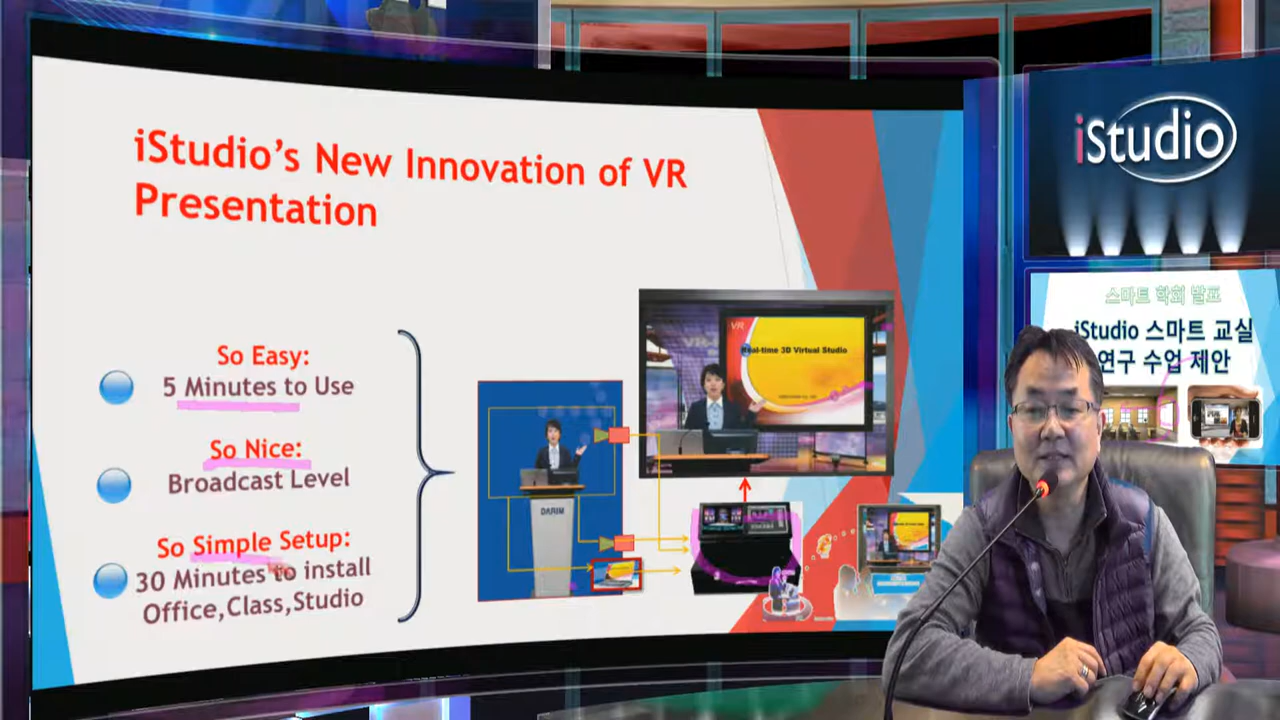 iStudio's New Innovation of VR
Presentation
So Easy:
5 Minutes to Use
So Nice:
Broadcast Level
So Simple Setup:
30 Minutes to install
Office,Class,Studio
DARIM
VR
Real-time 3D Virtual Studio
iStudio
스마트 학회 발표
iStudio 스마트 교실
연구 수업 제안